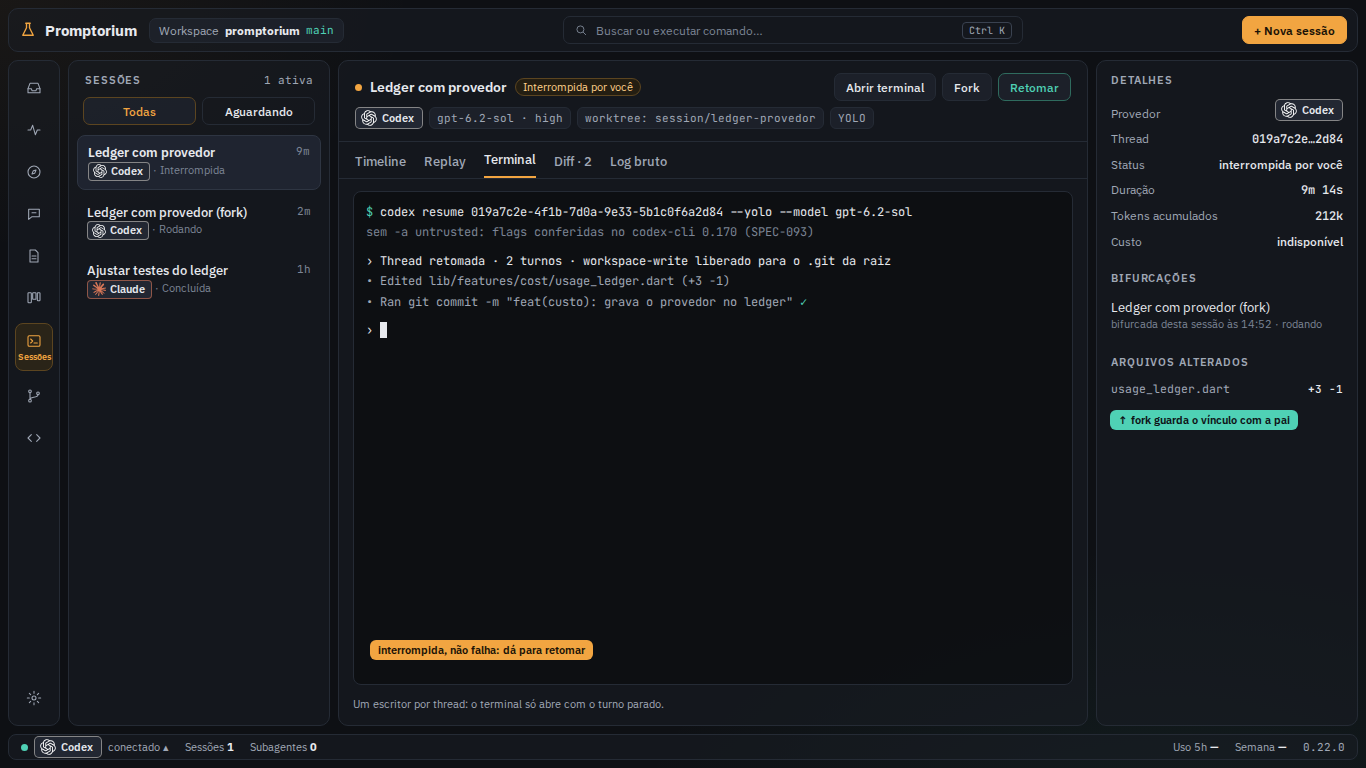 Promptorium
Workspace promptorium main
Buscar ou executar comando...
Ctrl K
+ Nova sessão
Sessões
SESSÕES
1 ativa
Todas
Aguardando
Ledger com provedor
9m
Codex · Interrompida
Ledger com provedor (fork)
2m
Codex · Rodando
Ajustar testes do ledger
1h
Claude · Concluída
Ledger com provedor
Interrompida por você
Abrir terminal
Fork
Retomar
Codex
gpt-6.2-sol · high
worktree: session/ledger-provedor
YOLO
Timeline
Replay
Terminal
Diff · 2
Log bruto
$ codex resume 019a7c2e-4f1b-7d0a-9e33-5b1c0f6a2d84 --yolo --model gpt-6.2-sol
sem -a untrusted: flags conferidas no codex-cli 0.170 (SPEC-093)
› Thread retomada · 2 turnos · workspace-write liberado para o .git da raiz
• Edited lib/features/cost/usage_ledger.dart (+3 -1)
• Ran git commit -m "feat(custo): grava o provedor no ledger" ✓
›
Interrompida, não falha: dá para retomar
Um escritor por thread: o terminal só abre com o turno parado.
DETALHES
Provedor
Codex
Thread
019a7c2e…2d84
Status
interrompida por você
Duração
9m 14s
Tokens acumulados
212k
Custo
indisponível
BIFURCAÇÕES
Ledger com provedor (fork)
bifurcada desta sessão às 14:52 · rodando
ARQUIVOS ALTERADOS
usage_ledger.dart
+3 -1
↑ fork guarda o vínculo com a pai
Codex
conectado ▴
Sessões 1
Subagentes 0
Uso 5h —
Semana —
0.22.0